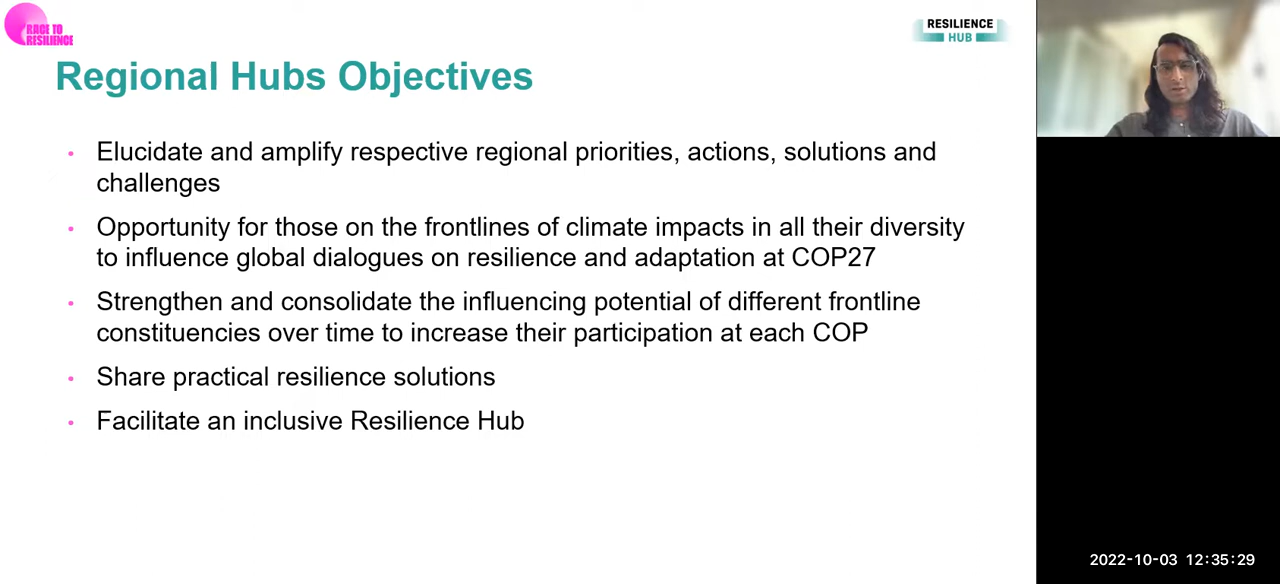 RACE TO
RESILIENCE
RESILIENCE
HUB
Regional Hubs Objectives
• Elucidate and amplify respective regional priorities, actions, solutions and
challenges
• Opportunity for those on the frontlines of climate impacts in all their diversity
to influence global dialogues on resilience and adaptation at COP27
• Strengthen and consolidate the influencing potential of different frontline
constituencies over time to increase their participation at each COP
• Share practical resilience solutions
• Facilitate an inclusive Resilience Hub
2022-10-03 12:35:29